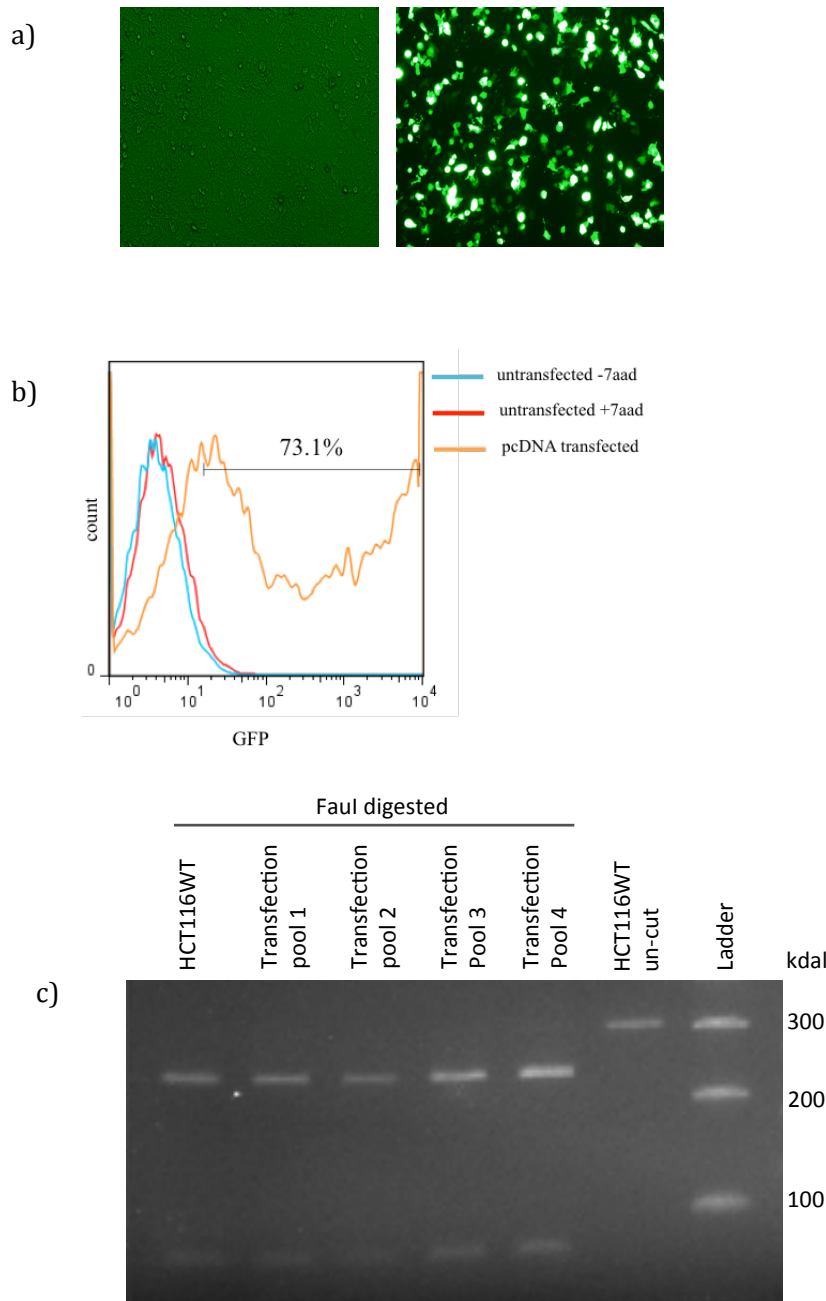 a)
b)
untransfected -7aad
untransfected +7aad
pcDNA transfected
73.1%
count
0
10^0 10^1 10^2 10^3 10^4
GFP
FauI digested
HCT116WT
Transfection
pool 1
Transfection
pool 2
Transfection
Pool 3
Transfection
Pool 4
HCT116WT
un-cut
Ladder
kdal
c)
300
200
100